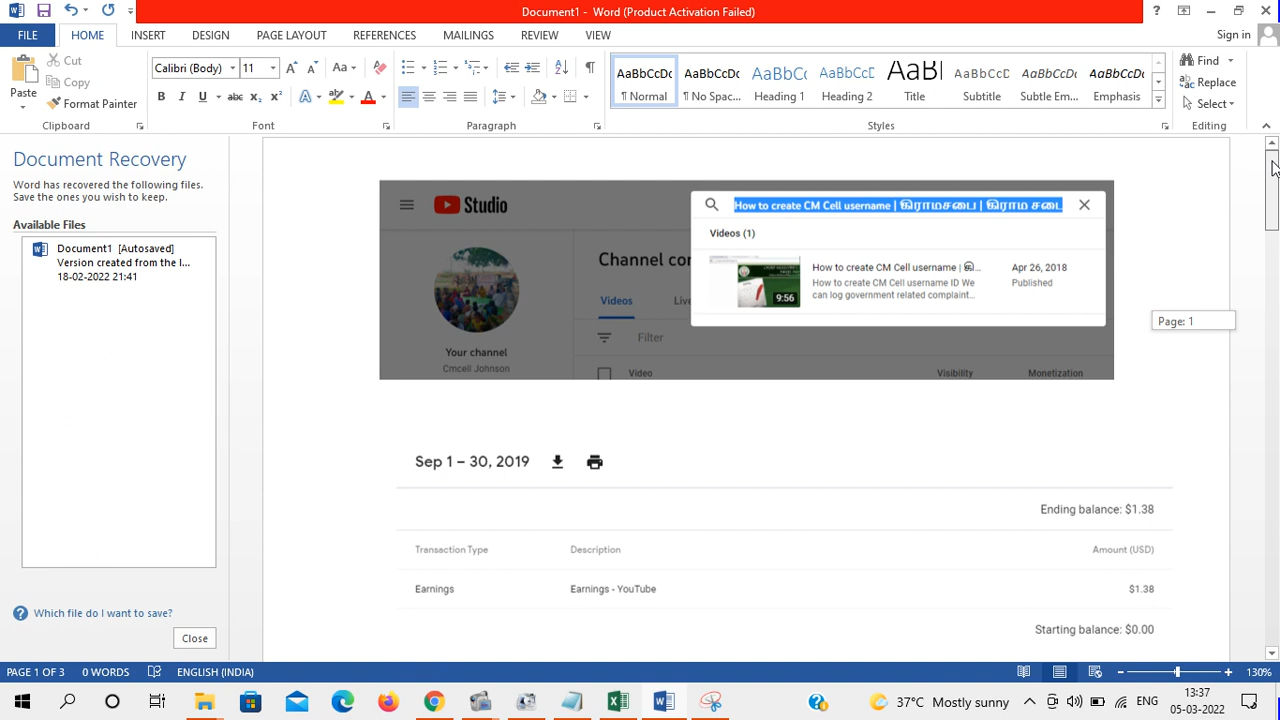 Document1 - Word (Product Activation Failed)
FILE HOME INSERT DESIGN PAGE LAYOUT REFERENCES MAILINGS REVIEW VIEW Sign in
Paste Cut Copy Format Painter
Calibri (Body) 11
AaBbCcDc AaBbCcDc AaBbCc AaBbCcC AaBl AaBbCcC AaBbCcDc AaBbCcDc
¶ Normal ¶ No Spac... Heading 1 Heading 2 Title Subtitle Subtle Em... Emphasis
Find Replace Select
Clipboard Font Paragraph Styles Editing
Document Recovery
Word has recovered the following files.
Save the ones you wish to keep.
Available Files
Document1 [Autosaved]
Version created from the l...
18-02-2022 21:41
Which file do I want to save?
Close
Studio
How to create CM Cell username | கிராமசபை | கிராம சபை
Videos (1)
How to create CM Cell username | கி...
How to create CM Cell username ID We
can log government related complaint...
9:56
Apr 26, 2018
Published
Channel con
Videos Live
Filter
Your channel
Cmcell Johnson
Video Visibility Monetization
Page: 1
Sep 1 – 30, 2019
Ending balance: $1.38
Transaction Type Description Amount (USD)
Earnings Earnings - YouTube $1.38
Starting balance: $0.00
PAGE 1 OF 3 0 WORDS ENGLISH (INDIA) 130%
37°C Mostly sunny ENG 13:37
05-03-2022